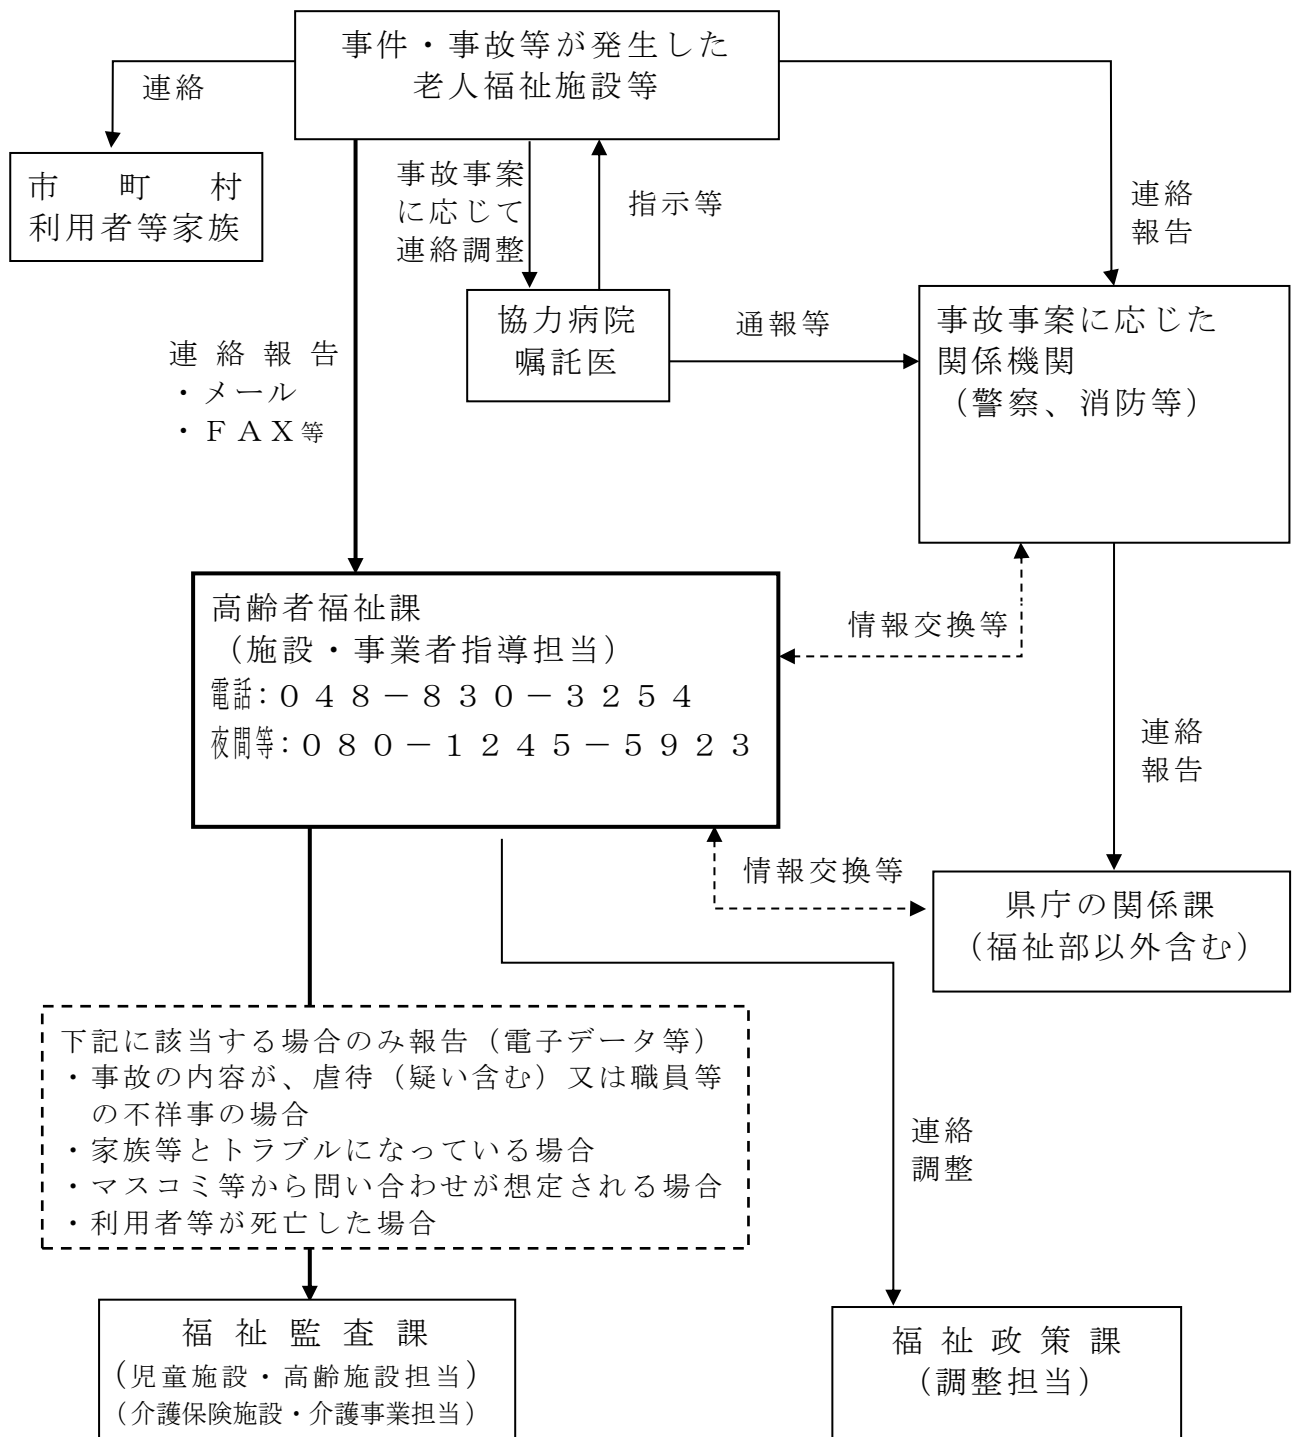 事件・事故等が発生した
老人福祉施設等
連絡
市　町　村
利用者等家族
事故事案
に応じて
連絡調整
指示等
連絡
報告
協力病院
嘱託医
通報等
事故事案に応じた
関係機関
（警察、消防等）
連絡報告
・メール
・ＦＡＸ等
高齢者福祉課
（施設・事業者指導担当）
電話：０４８－８３０－３２５４
夜間等：０８０－１２４５－５９２３
情報交換等
連絡
報告
情報交換等
県庁の関係課
（福祉部以外含む）
下記に該当する場合のみ報告（電子データ等）
・事故の内容が、虐待（疑い含む）又は職員等
の不祥事の場合
・家族等とトラブルになっている場合
・マスコミ等から問い合わせが想定される場合
・利用者等が死亡した場合
連絡
調整
福祉監査課
（児童施設・高齢施設担当）
（介護保険施設・介護事業担当）
福祉政策課
（調整担当）